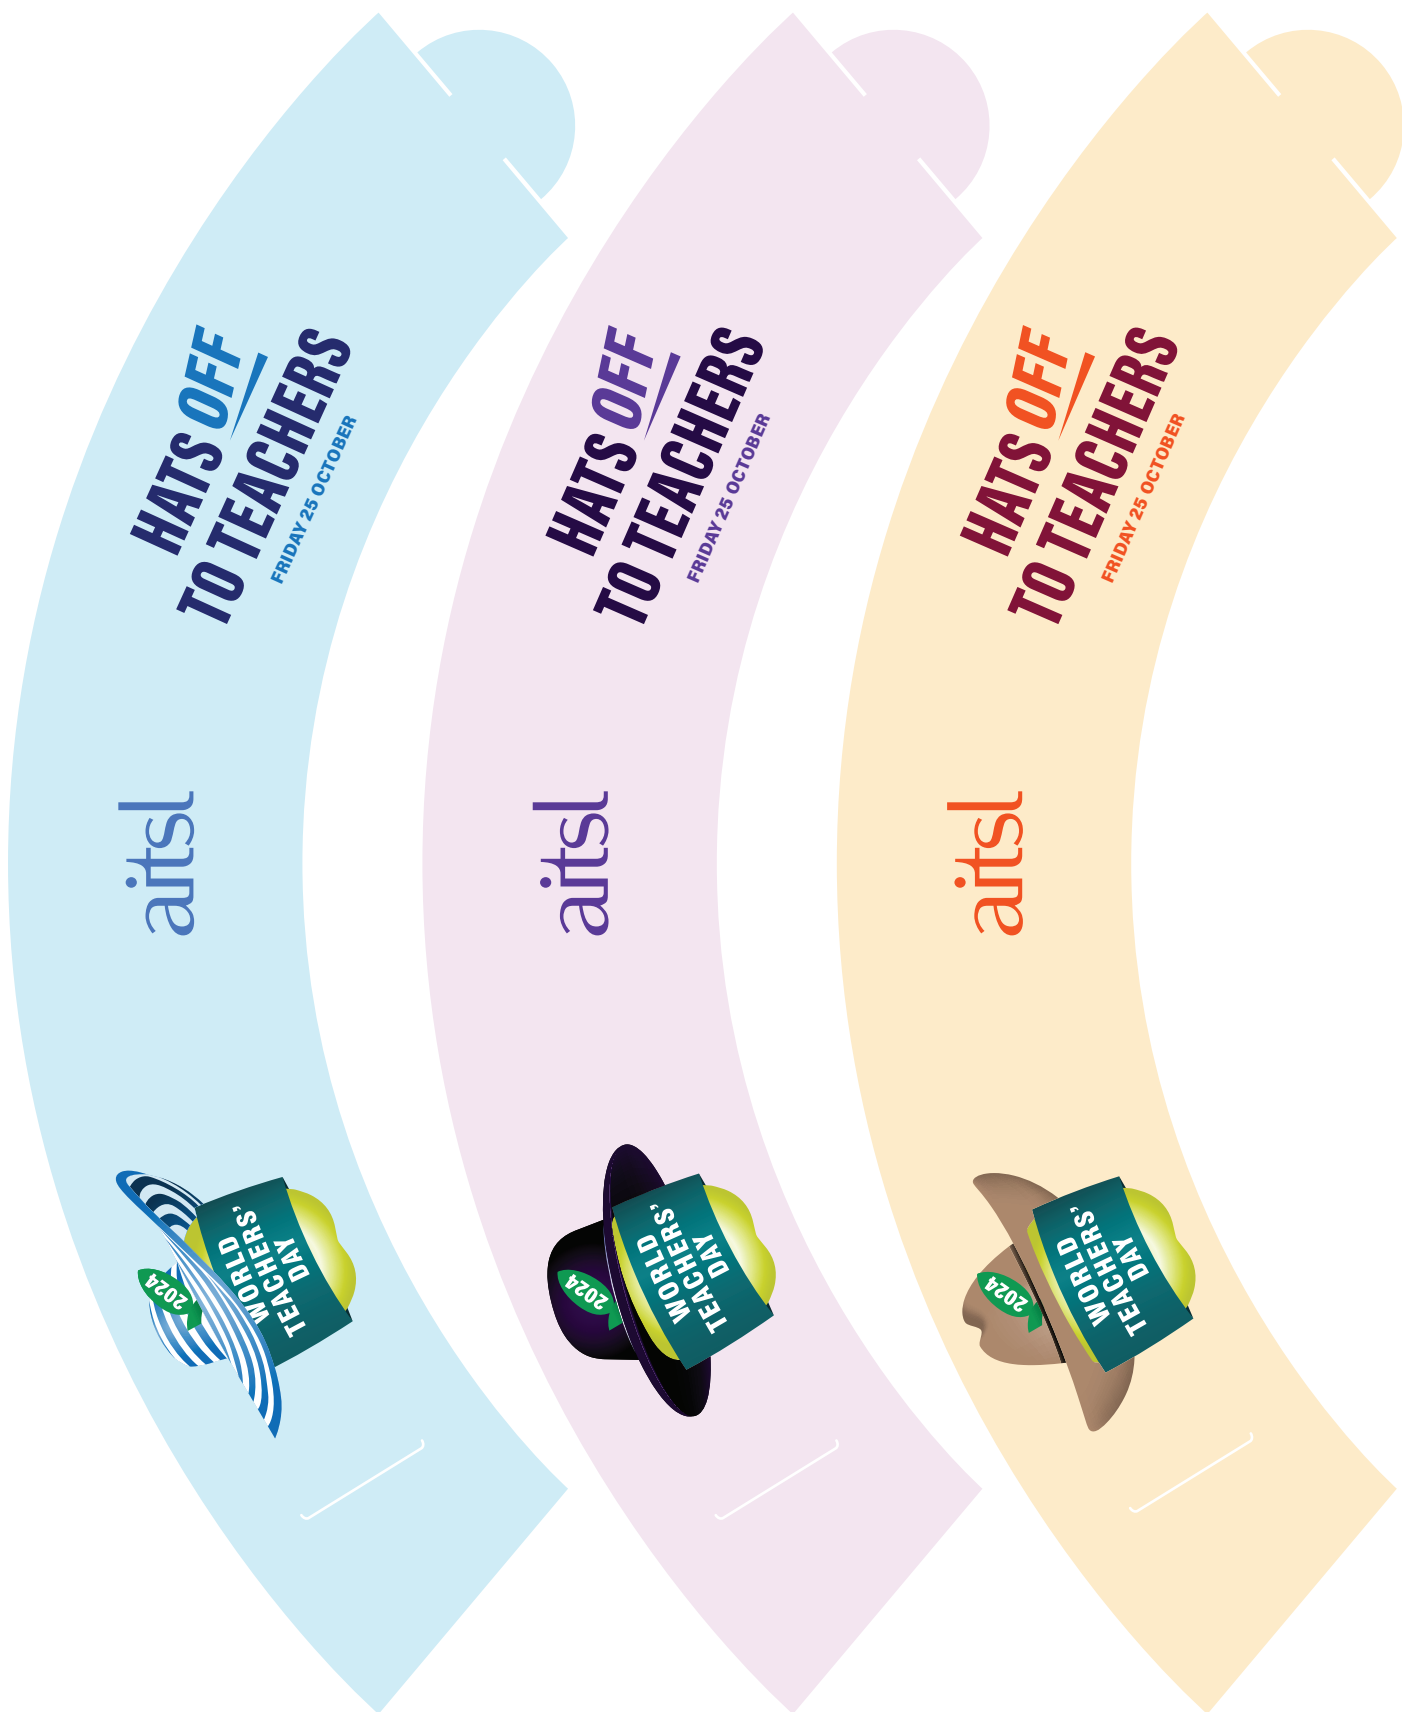 HATS OFF
TO TEACHERS
FRIDAY 25 OCTOBER
aitsl
2024
WORLD
TEACHERS'
DAY
HATS OFF
TO TEACHERS
FRIDAY 25 OCTOBER
aitsl
2024
WORLD
TEACHERS'
DAY
HATS OFF
TO TEACHERS
FRIDAY 25 OCTOBER
aitsl
2024
WORLD
TEACHERS'
DAY